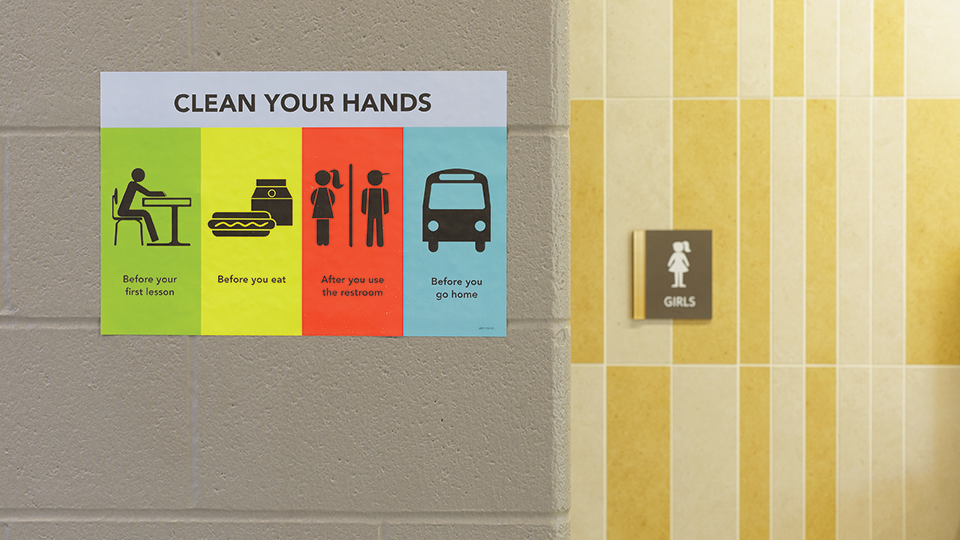 CLEAN YOUR HANDS
Before your
first lesson
Before you eat
After you use
the restroom
Before you
go home
GIRLS